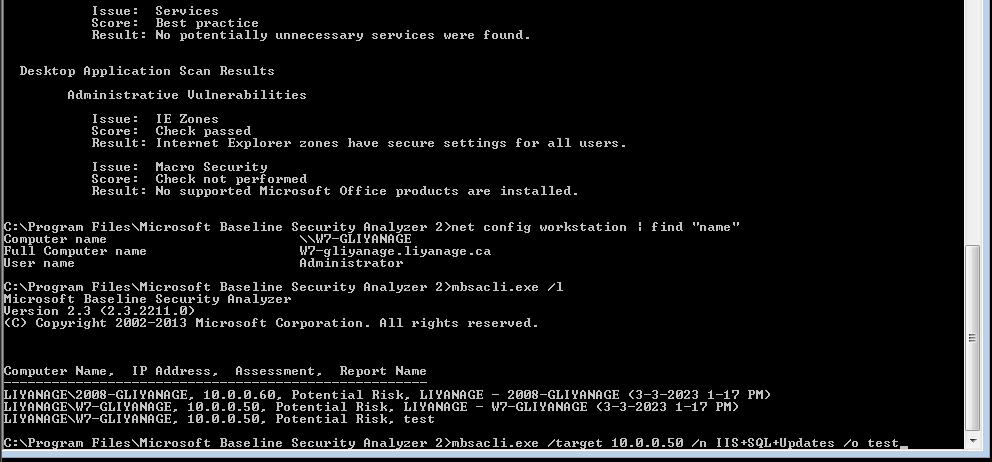 Issue: Services
Score: Best practice
Result: No potentially unnecessary services were found.
Desktop Application Scan Results
Administrative Vulnerabilities
Issue: IE Zones
Score: Check passed
Result: Internet Explorer zones have secure settings for all users.
Issue: Macro Security
Score: Check not performed
Result: No supported Microsoft Office products are installed.
C:\Program Files\Microsoft Baseline Security Analyzer 2>net config workstation | find "name"
Computer name \\W7-GLIYANAGE
Full Computer name W7-gliyanage.liyanage.ca
User name Administrator
C:\Program Files\Microsoft Baseline Security Analyzer 2>mbsacli.exe /l
Microsoft Baseline Security Analyzer
Version 2.3 (2.3.2211.0)
(C) Copyright 2002-2013 Microsoft Corporation. All rights reserved.
Computer Name, IP Address, Assessment, Report Name
-----------------------------------------------------
LIYANAGE\2008-GLIYANAGE, 10.0.0.60, Potential Risk, LIYANAGE - 2008-GLIYANAGE (3-3-2023 1-17 PM)
LIYANAGE\W7-GLIYANAGE, 10.0.0.50, Potential Risk, LIYANAGE - W7-GLIYANAGE (3-3-2023 1-17 PM)
LIYANAGE\W7-GLIYANAGE, 10.0.0.50, Potential Risk, test
C:\Program Files\Microsoft Baseline Security Analyzer 2>mbsacli.exe /target 10.0.0.50 /n IIS+SQL+Updates /o test_